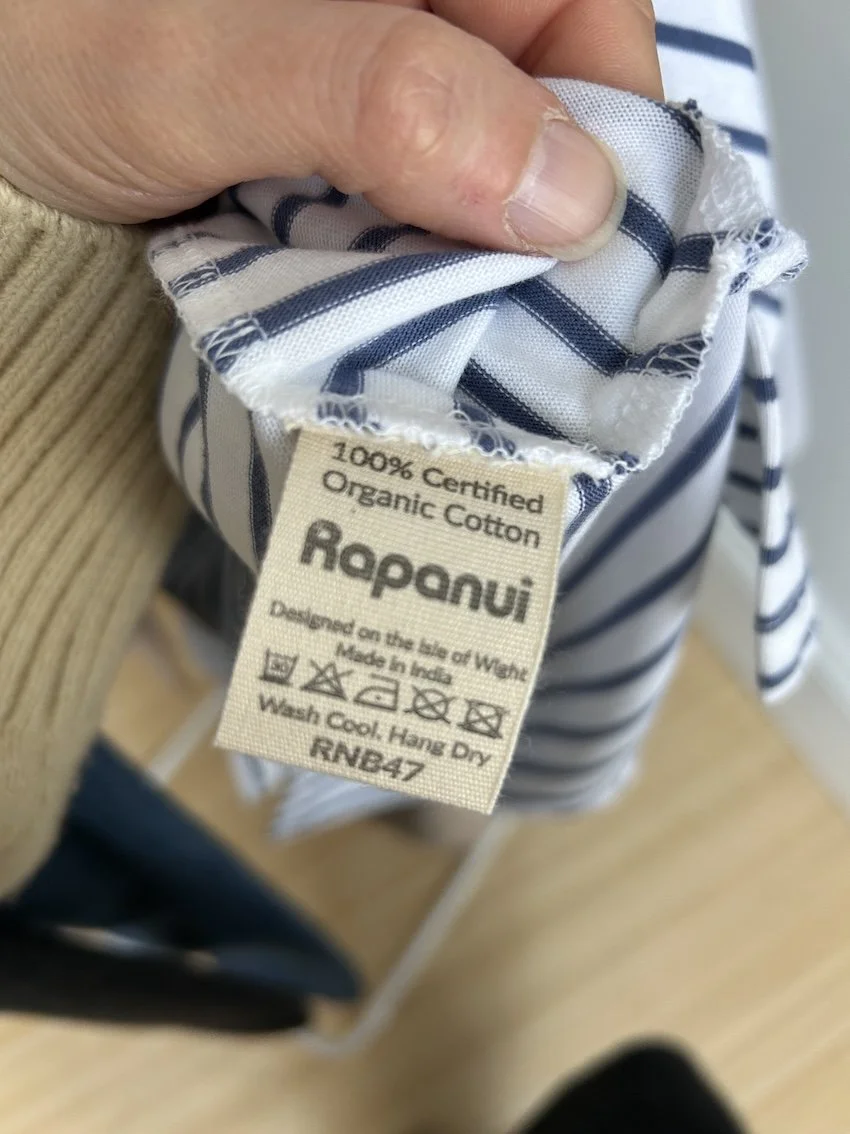 100% Certified
Organic Cotton
Rapanui
Designed on the Isle of Wight
Made in India
30
Wash Cool. Hang Dry
RNB47